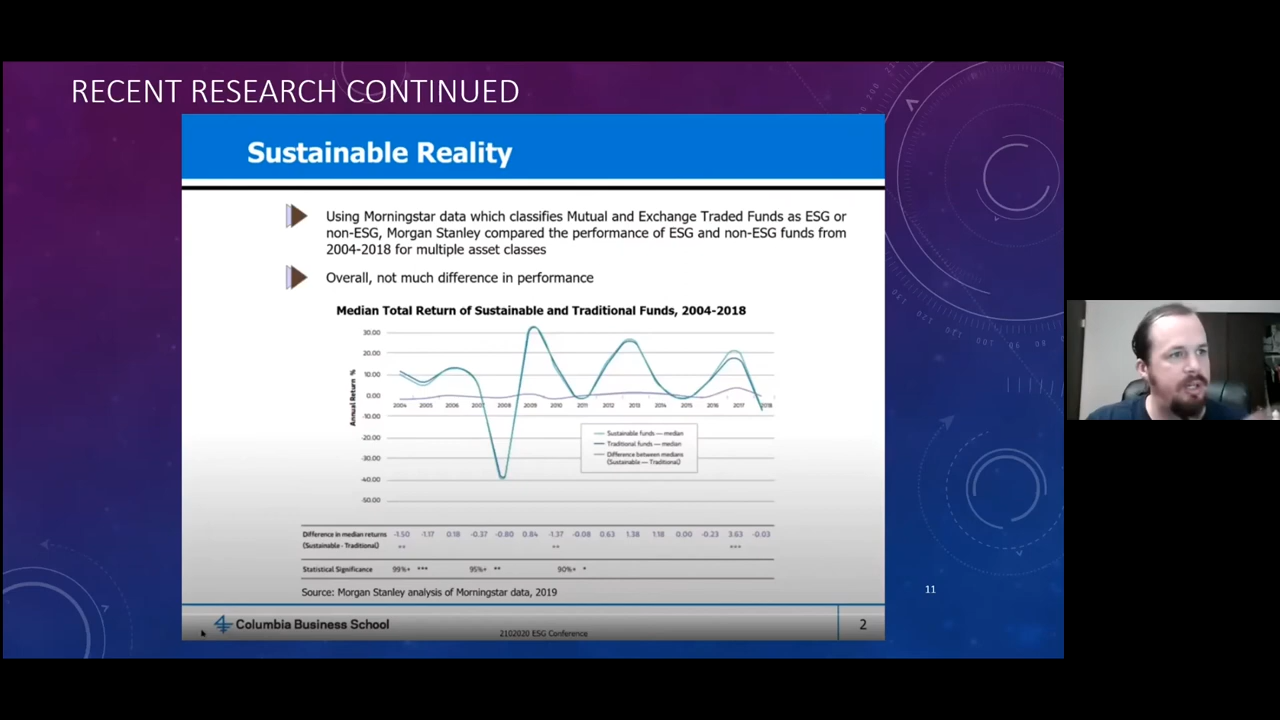 RECENT RESEARCH CONTINUED
Sustainable Reality
Using Morningstar data which classifies Mutual and Exchange Traded Funds as ESG or
non-ESG, Morgan Stanley compared the performance of ESG and non-ESG funds from
2004-2018 for multiple asset classes
Overall, not much difference in performance
Median Total Return of Sustainable and Traditional Funds, 2004-2018
Annual Return %
30.00
20.00
10.00
0.00
-10.00
-20.00
-30.00
-40.00
-50.00
2004 2005 2006 2007 2008 2009 2010 2011 2012 2013 2014 2015 2016 2017 2018
Sustainable funds — median
Traditional funds — median
Difference between medians
(Sustainable — Traditional)
Difference in median returns -1.50 -1.17 0.18 -0.37 -0.80 0.84 -1.37 -0.08 0.63 1.38 1.18 0.00 -0.23 3.63 -0.03
(Sustainable - Traditional) ** ** ***
Statistical Significance 99%+ *** 95%+ ** 90%+ *
Source: Morgan Stanley analysis of Morningstar data, 2019
Columbia Business School
2102020 ESG Conference
2
11